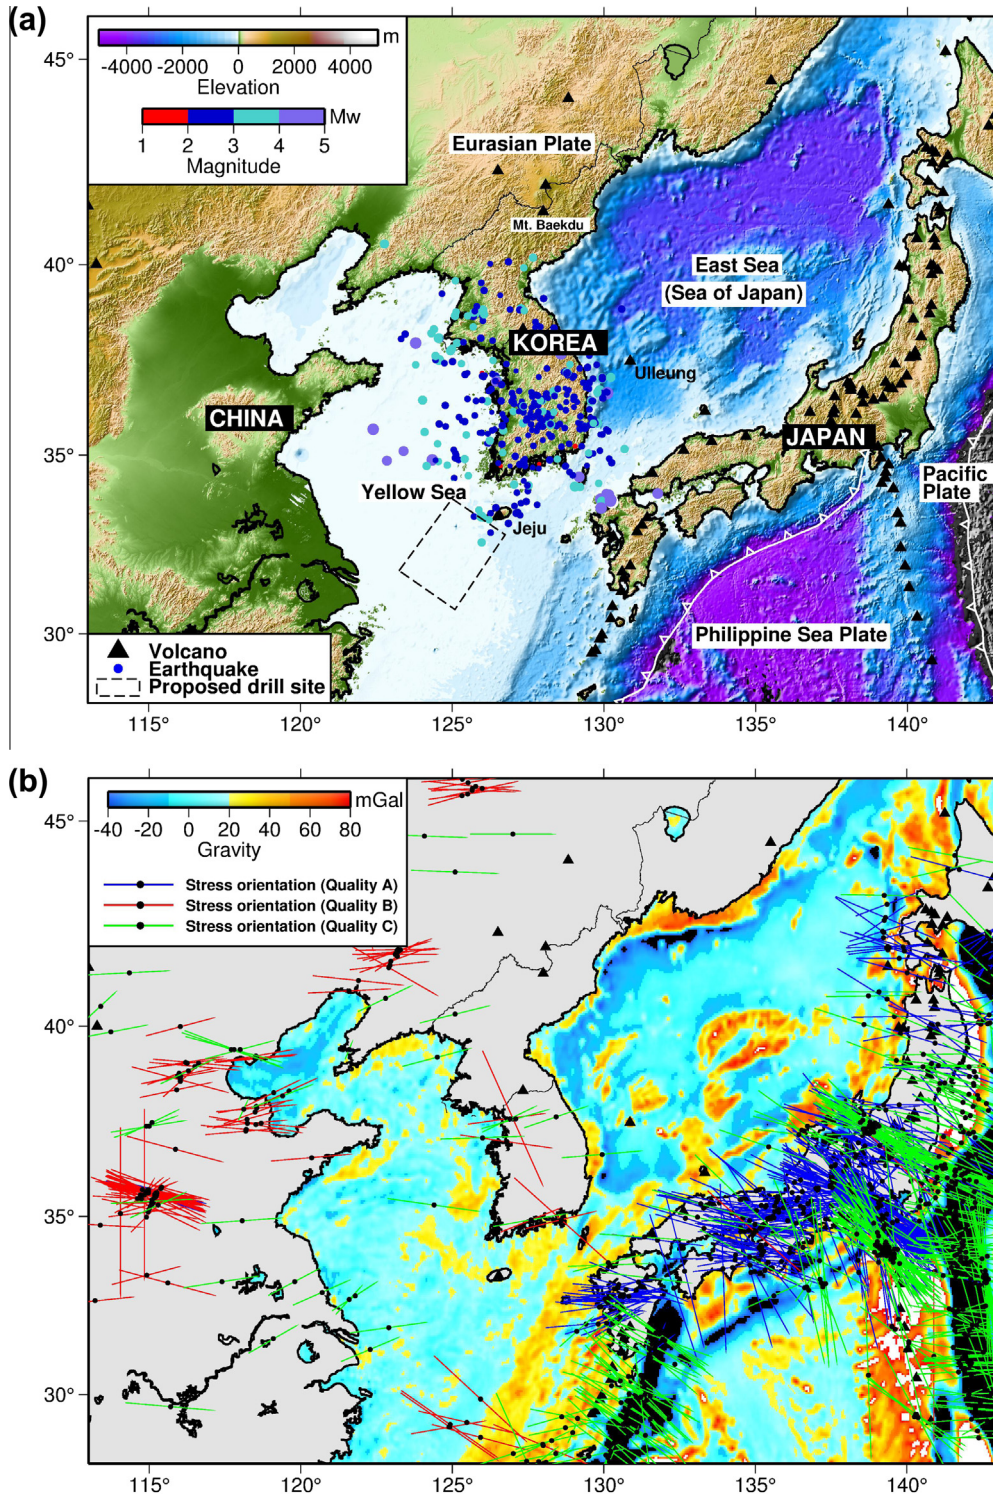 (a)
m
-4000 -2000 0 2000 4000
Elevation
Mw
1 2 3 4 5
Magnitude
45°
40°
35°
30°
Eurasian Plate
Mt. Baekdu
East Sea
(Sea of Japan)
KOREA
Ulleung
CHINA
JAPAN
Pacific
Plate
Yellow Sea
Jeju
Philippine Sea Plate
Volcano
Earthquake
Proposed drill site
115° 120° 125° 130° 135° 140°
(b)
mGal
-40 -20 0 20 40 60 80
Gravity
Stress orientation (Quality A)
Stress orientation (Quality B)
Stress orientation (Quality C)
45°
40°
35°
30°
115° 120° 125° 130° 135° 140°